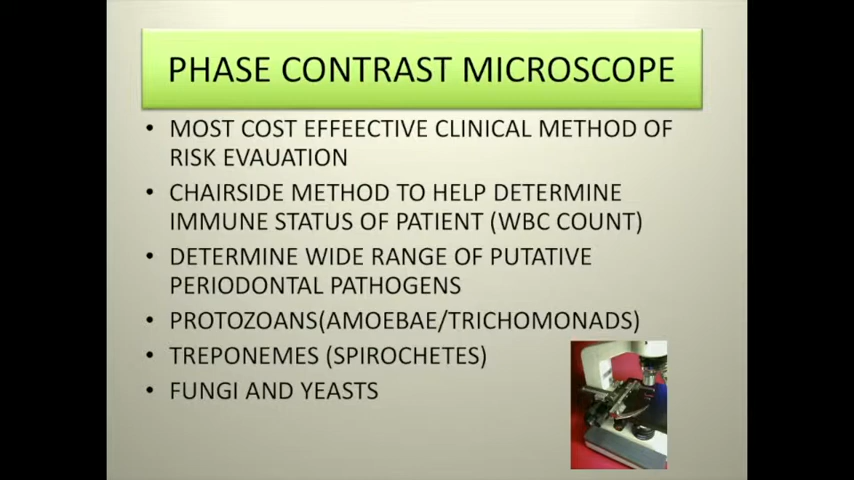 PHASE CONTRAST MICROSCOPE
• MOST COST EFFEECTIVE CLINICAL METHOD OF
RISK EVAUATION
• CHAIRSIDE METHOD TO HELP DETERMINE
IMMUNE STATUS OF PATIENT (WBC COUNT)
• DETERMINE WIDE RANGE OF PUTATIVE
PERIODONTAL PATHOGENS
• PROTOZOANS(AMOEBAE/TRICHOMONADS)
• TREPONEMES (SPIROCHETES)
• FUNGI AND YEASTS